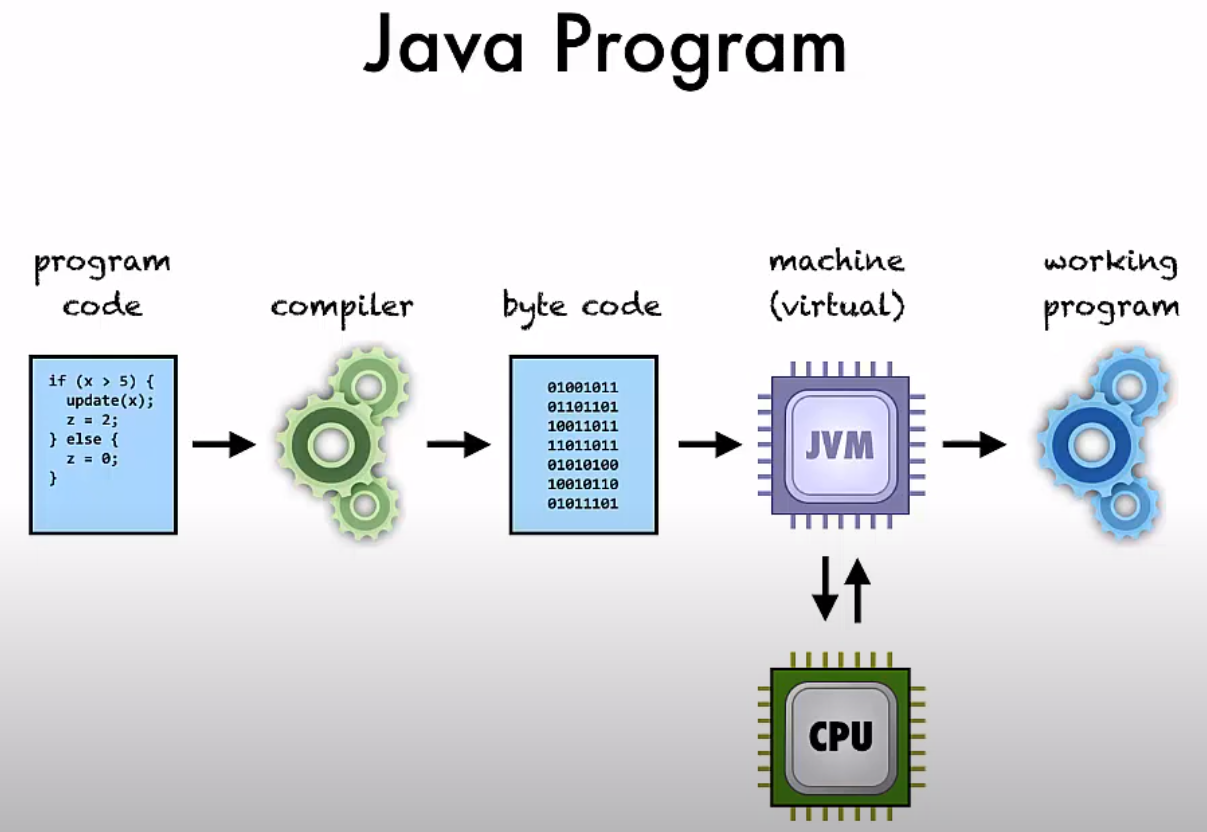 Java Program
program
code
compiler
byte code
machine
(virtual)
working
program
if (x > 5) {
  update(x);
  z = 2;
} else {
  z = 0;
}
01001011
01101101
10011011
11011011
01010100
10010110
01011101
JVM
CPU